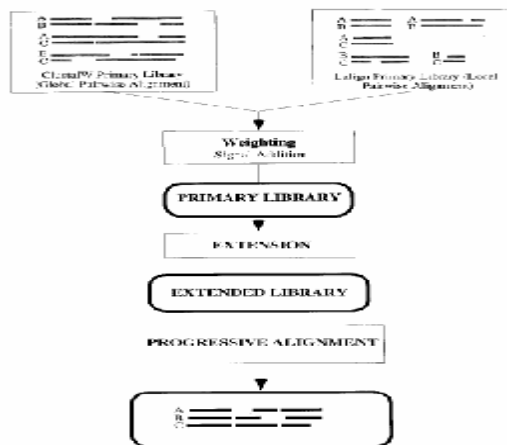 A
B
A
C
B
C
ClustalW Primary Library
(Global Pairwise Alignment)
A
B
A
B
A
C
B
C
B
C
Lalign Primary Library (Local
Pairwise Alignment)
Weighting
Signal Addition
PRIMARY LIBRARY
EXTENSION
EXTENDED LIBRARY
PROGRESSIVE ALIGNMENT
A
B
C